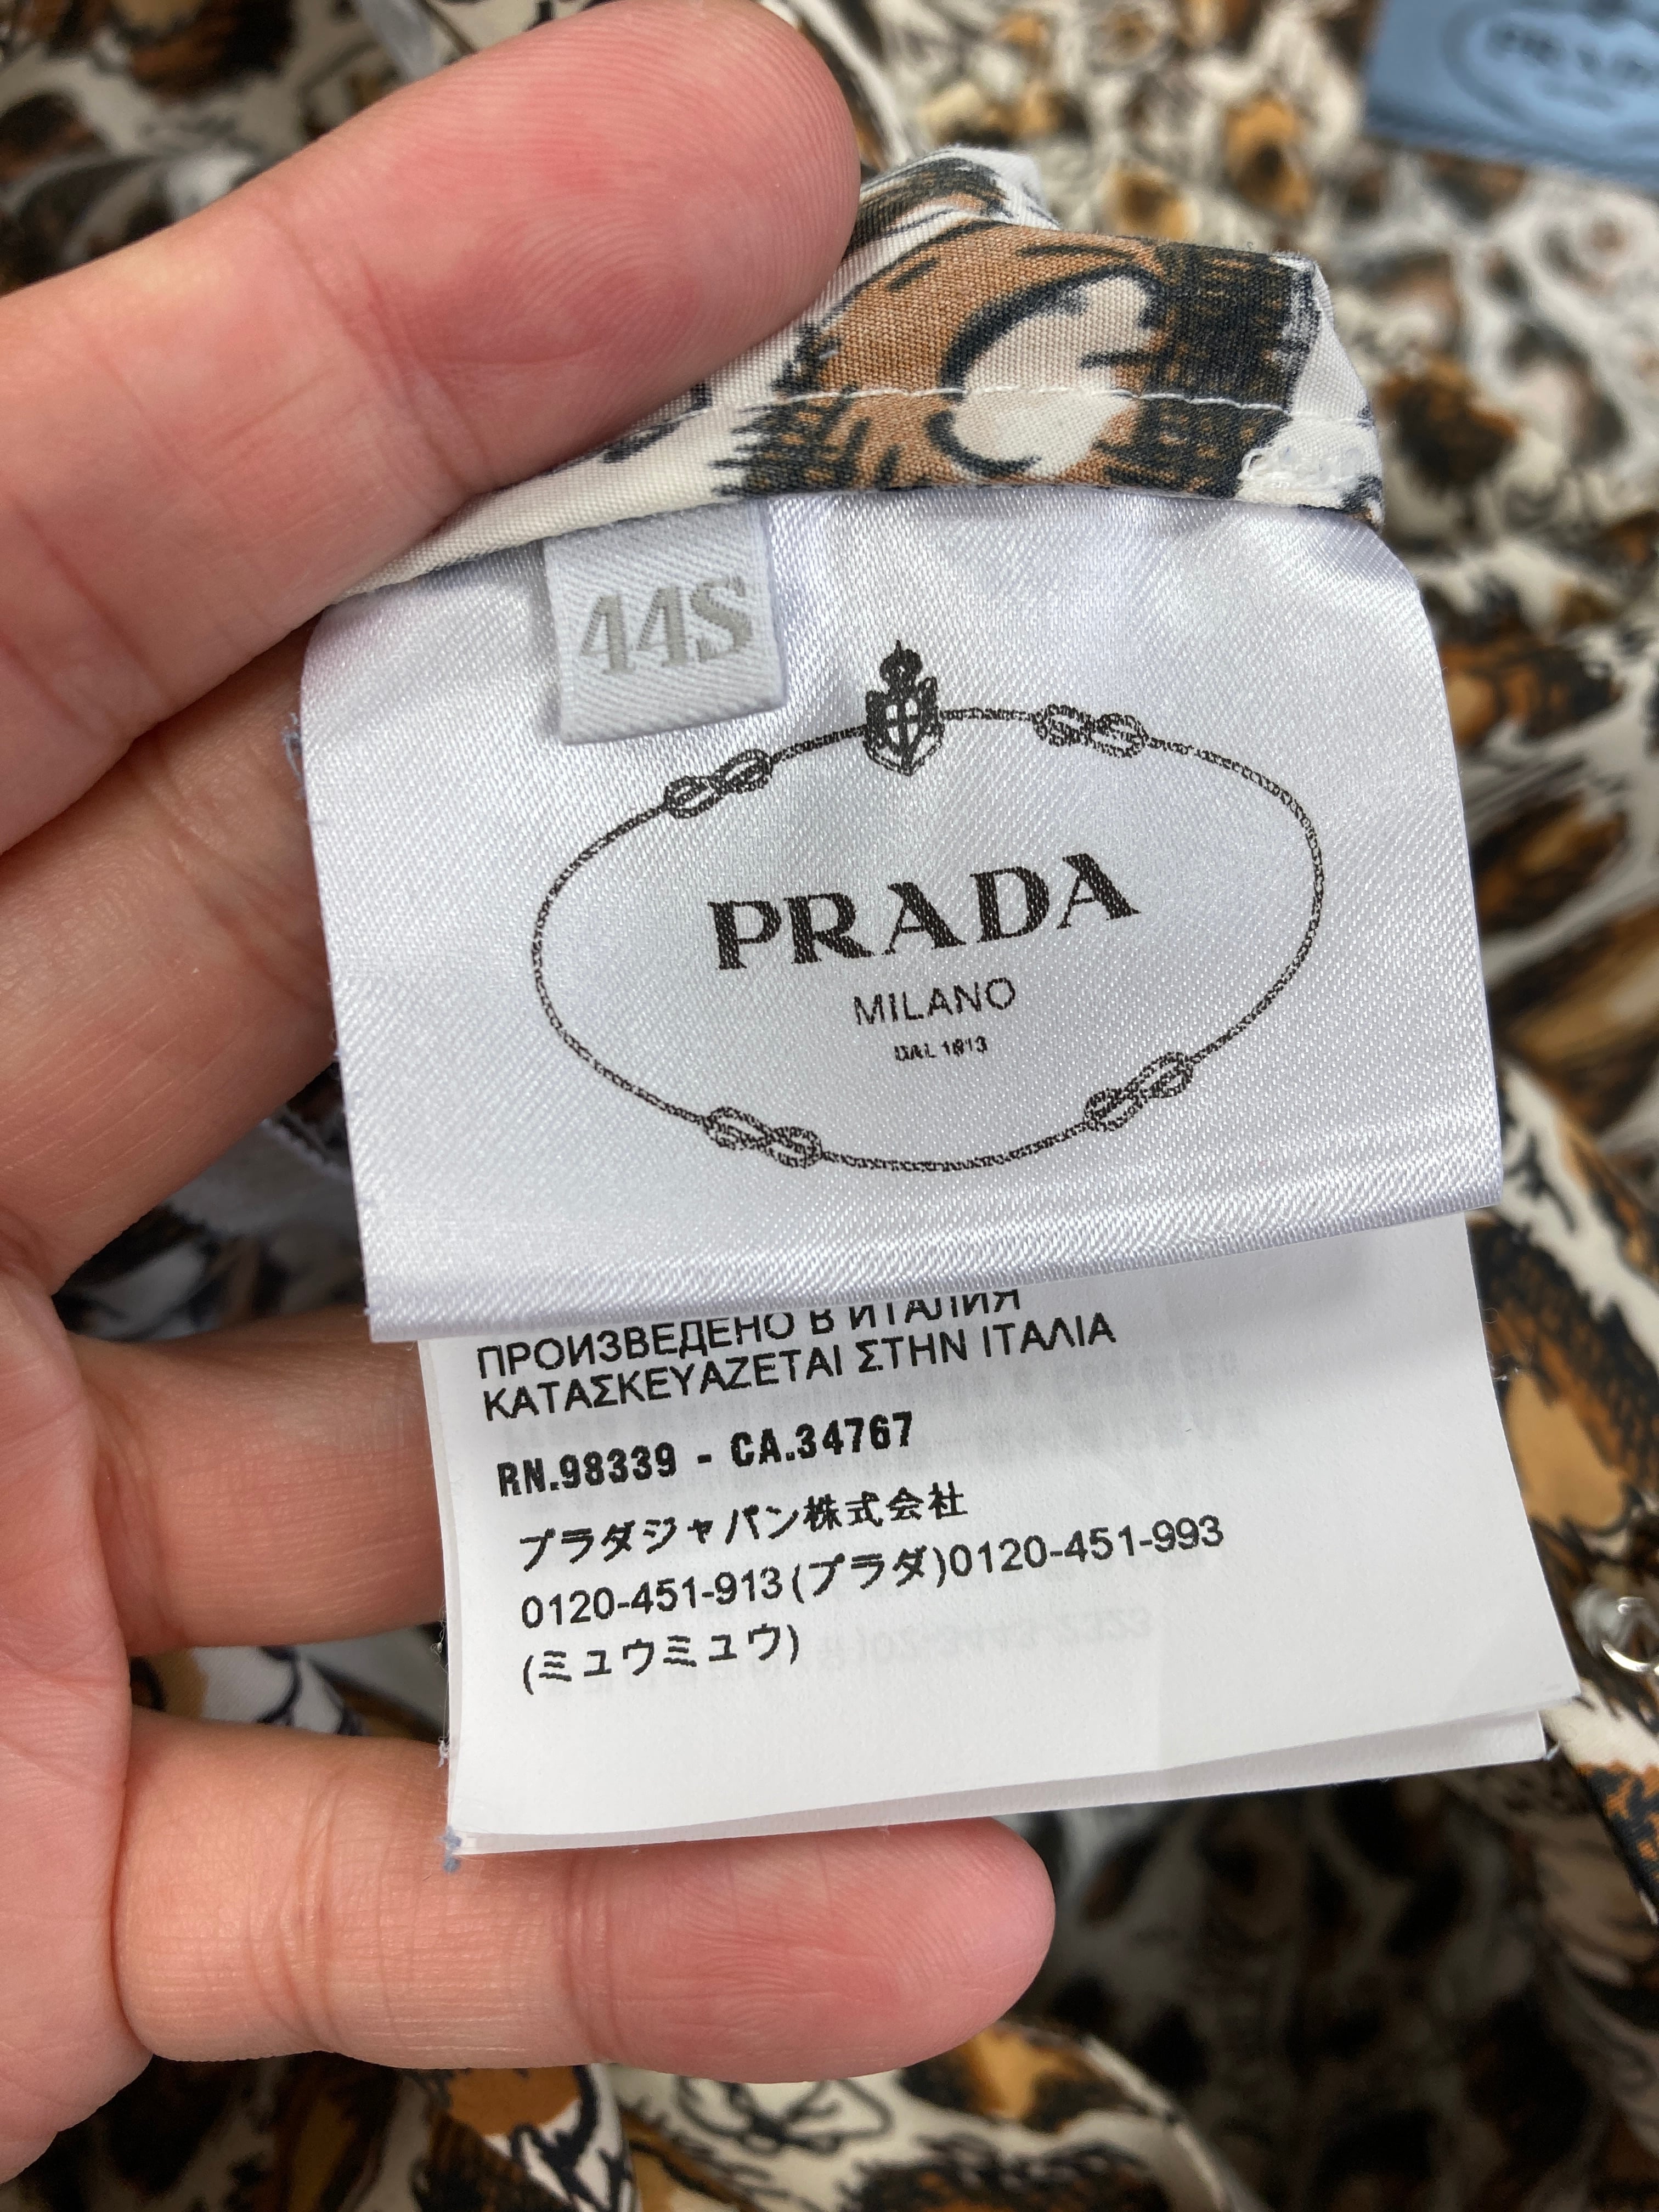 44S
PRADA
MILANO
DAL 1913
ПРОИЗВЕДЕНО В ИТАЛИЯ
ΚΑΤΑΣΚΕΥΑΖΕΤΑΙ ΣΤΗΝ ΙΤΑΛΙΑ
RN.98339 - CA.34767
プラダジャパン株式会社
0120-451-913(プラダ)0120-451-993
(ミュウミュウ)
PRADA